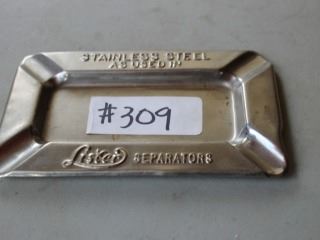 STAINLESS STEEL
AS USED IN
#309
Lister SEPARATORS